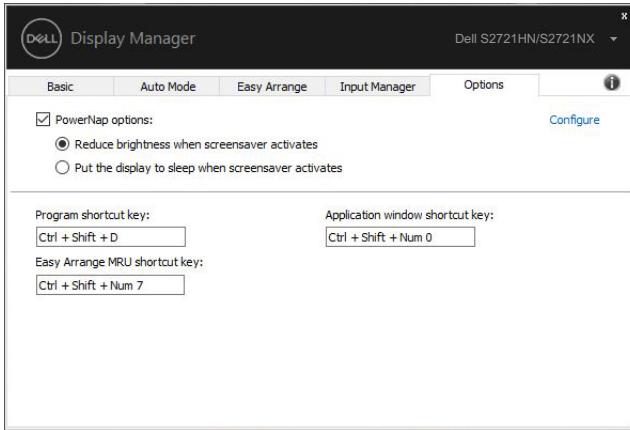 DELL Display Manager
x
Dell S2721HN/S2721NX
Basic Auto Mode Easy Arrange Input Manager Options i
PowerNap options: Configure
Reduce brightness when screensaver activates
Put the display to sleep when screensaver activates
Program shortcut key: Application window shortcut key:
Ctrl + Shift + D Ctrl + Shift + Num 0
Easy Arrange MRU shortcut key:
Ctrl + Shift + Num 7